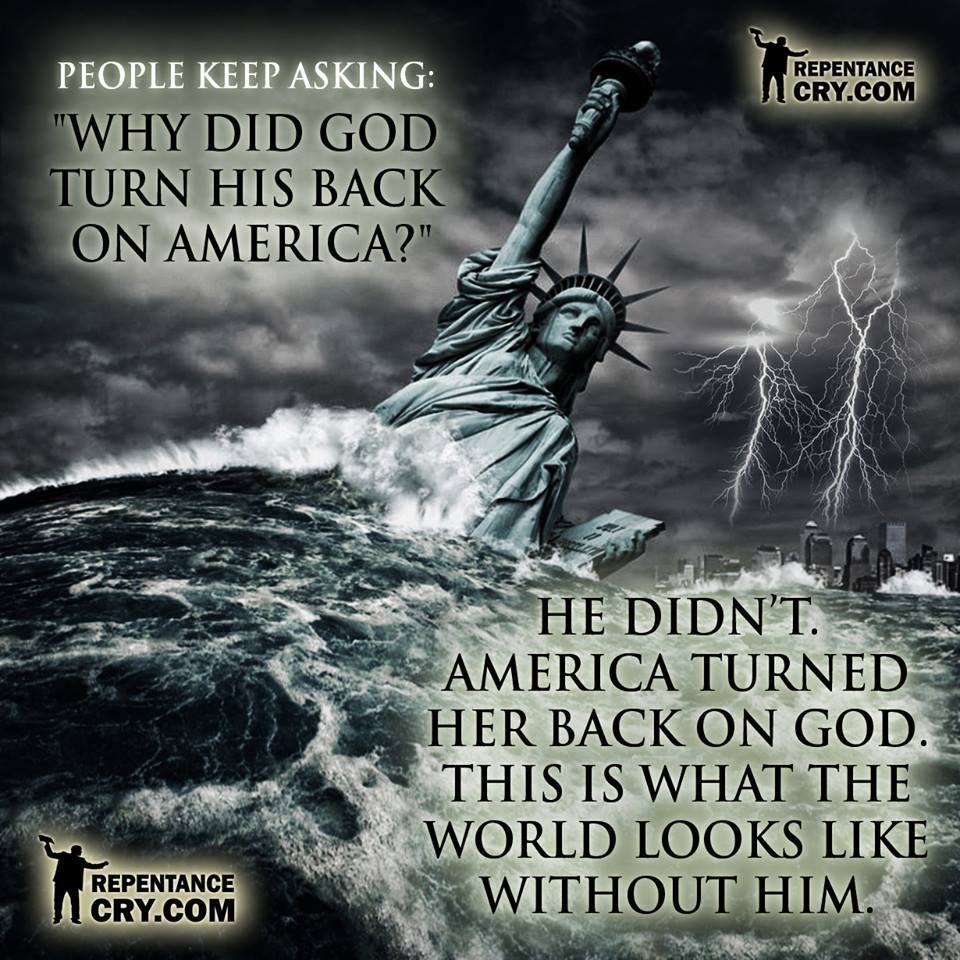 PEOPLE KEEP ASKING:
"WHY DID GOD
TURN HIS BACK
ON AMERICA?"
REPENTANCE
CRY.COM
HE DIDN'T.
AMERICA TURNED
HER BACK ON GOD.
THIS IS WHAT THE
WORLD LOOKS LIKE
WITHOUT HIM.
REPENTANCE
CRY.COM